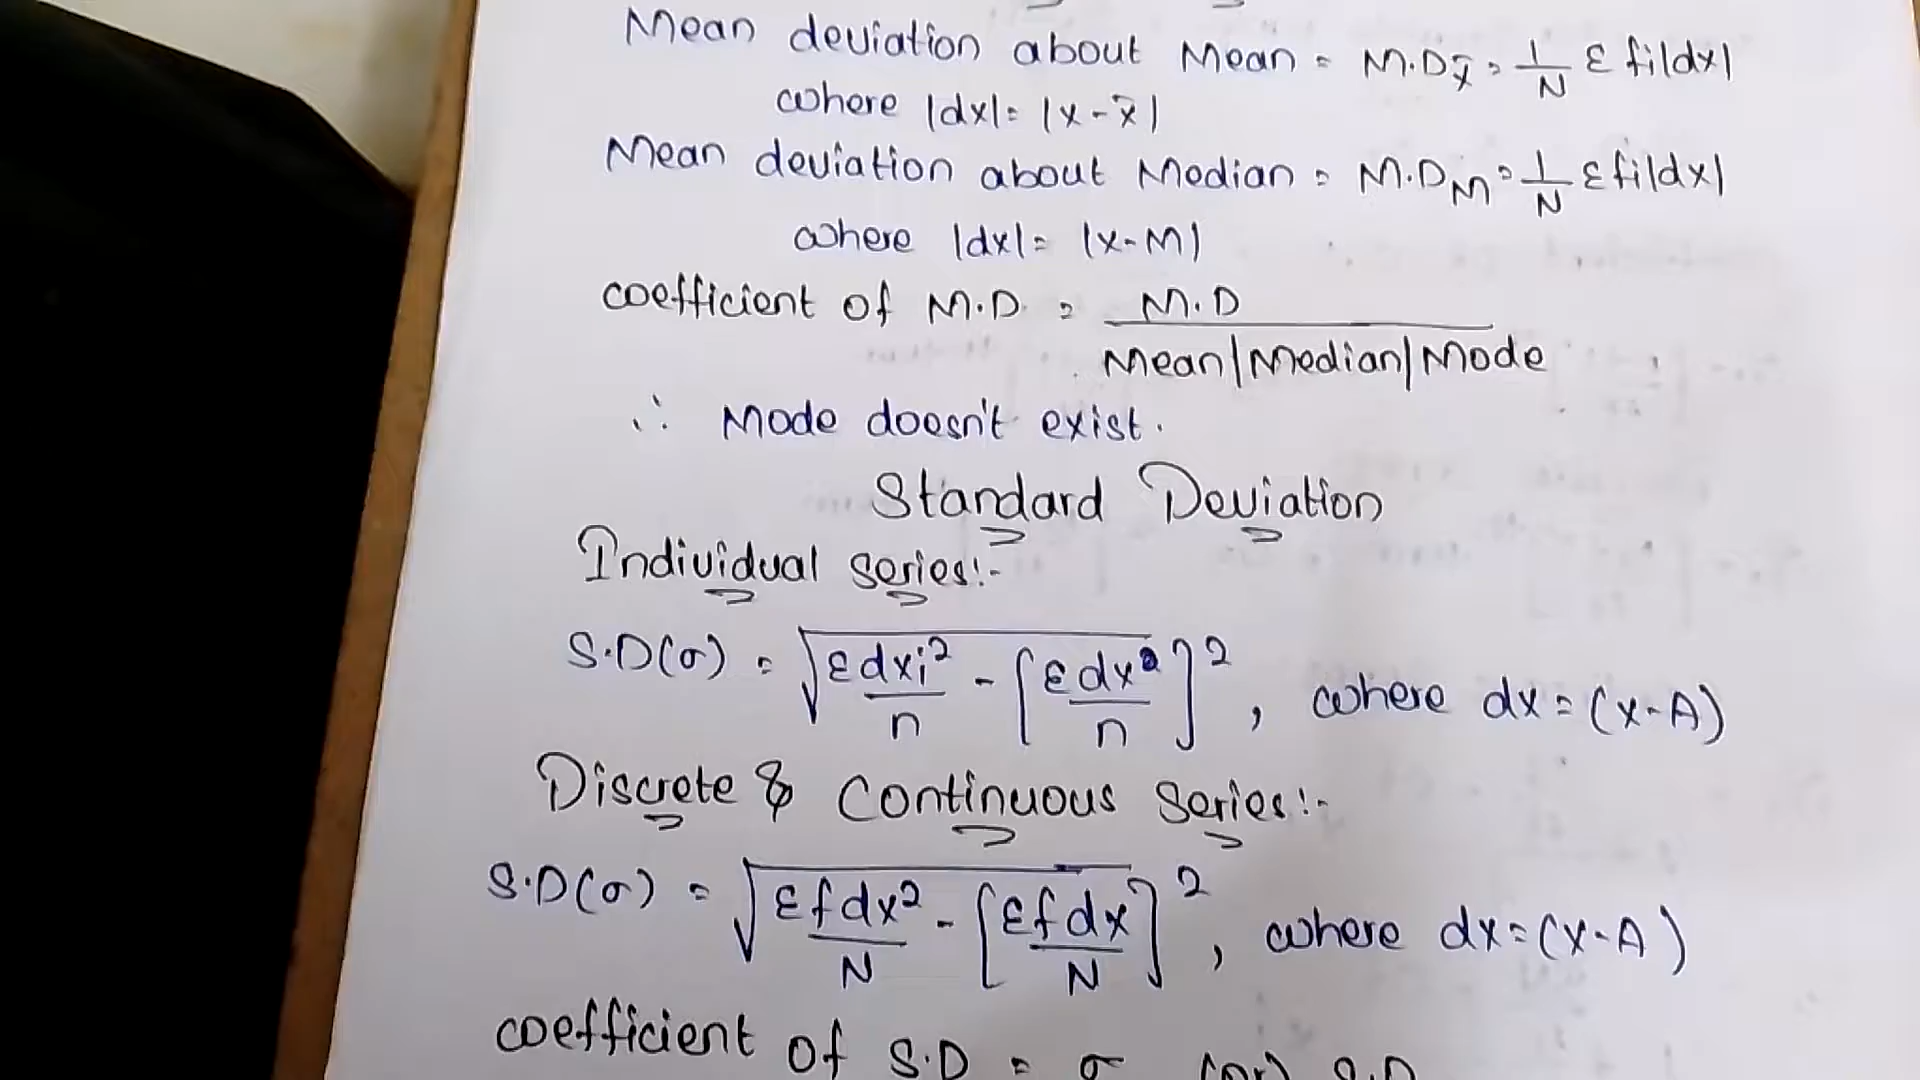 Mean deviation about Mean = M.D x̄ = 1/N Σ fi|dx|
where |dx| = |x - x̄|
Mean deviation about Median = M.D M = 1/N Σ fi|dx|
where |dx| = |x - M|
coefficient of M.D. = M.D / Mean|Median|Mode
∴ Mode doesn't exist.
Standard Deviation
Individual series:-
S.D(σ) = √Σdxi²/n - [Σdx/n]², where dx = (x-A)
Discrete & Continuous Series:-
S.D(σ) = √Σfdx²/N - [Σfdx/N]², where dx = (x-A)
coefficient of S.D = σ (or) S.D